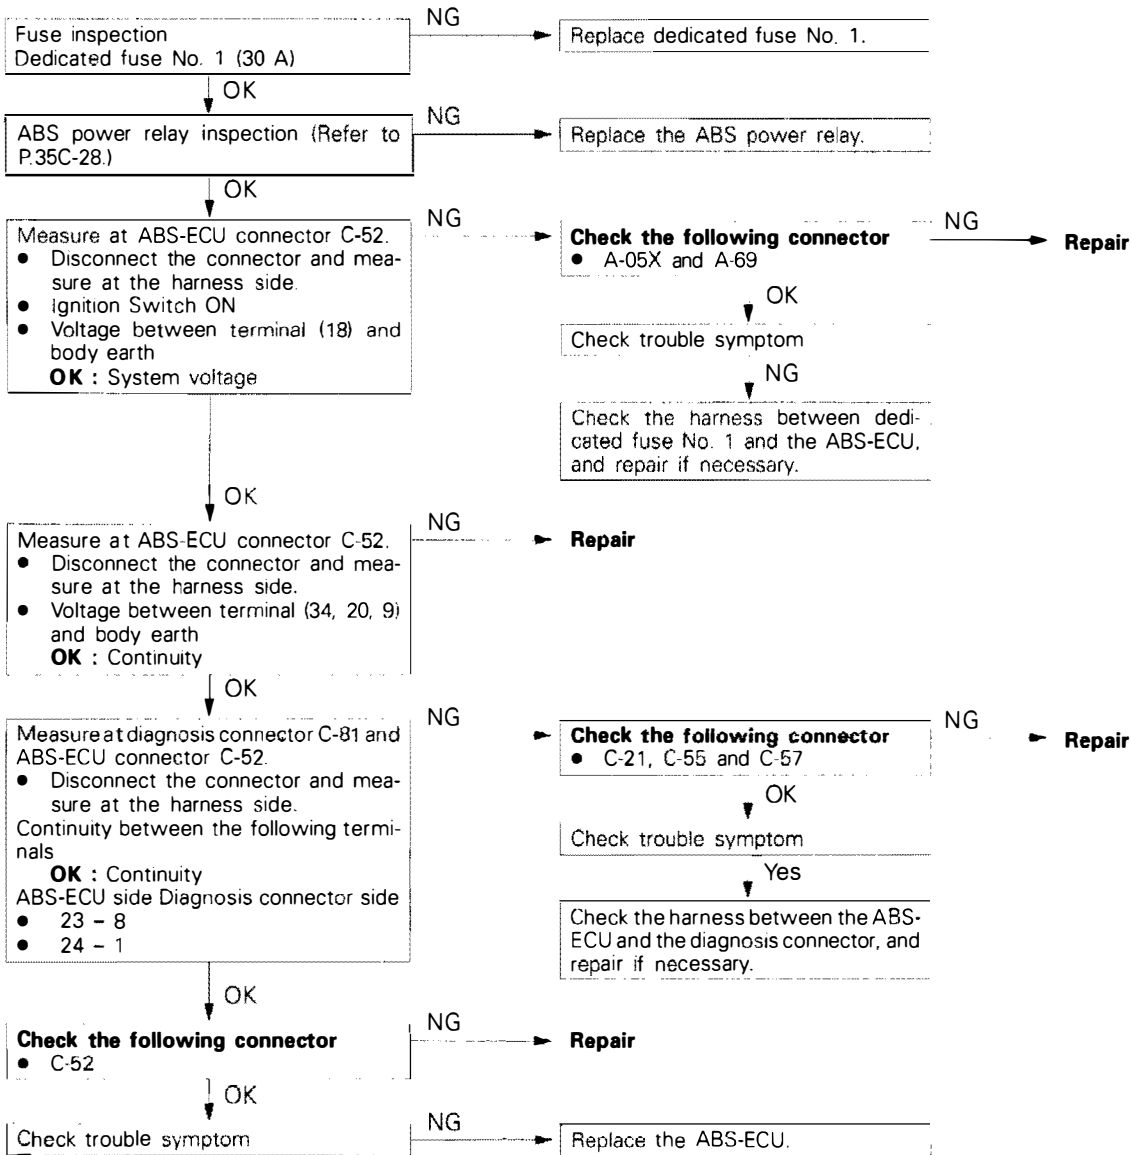 Fuse inspection
Dedicated fuse No. 1 (30 A)
NG
Replace dedicated fuse No. 1.
OK
ABS power relay inspection (Refer to
P.35C-28.)
NG
Replace the ABS power relay.
OK
Measure at ABS-ECU connector C-52.
● Disconnect the connector and mea-
sure at the harness side.
● Ignition Switch ON
● Voltage between terminal (18) and
body earth
OK : System voltage
NG
Check the following connector
● A-05X and A-69
NG
Repair
OK
Check trouble symptom
NG
Check the harness between dedi-
cated fuse No. 1 and the ABS-ECU,
and repair if necessary.
OK
Measure at ABS-ECU connector C-52.
● Disconnect the connector and mea-
sure at the harness side.
● Voltage between terminal (34, 20, 9)
and body earth
OK : Continuity
NG
Repair
OK
Measure at diagnosis connector C-81 and
ABS-ECU connector C-52.
● Disconnect the connector and mea-
sure at the harness side.
Continuity between the following termi-
nals
OK : Continuity
ABS-ECU side Diagnosis connector side
● 23 – 8
● 24 – 1
NG
Check the following connector
● C-21, C-55 and C-57
NG
Repair
OK
Check trouble symptom
Yes
Check the harness between the ABS-
ECU and the diagnosis connector, and
repair if necessary.
OK
Check the following connector
● C-52
NG
Repair
OK
Check trouble symptom
NG
Replace the ABS-ECU.